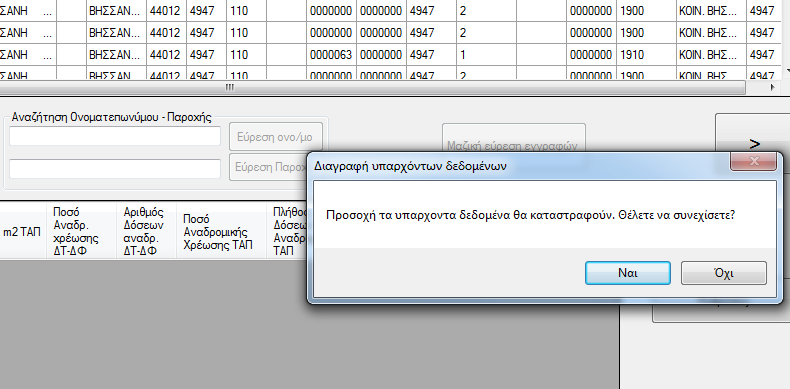 ΣΑΝΗ ... ΒΗΣΣΑΝ... 44012 4947 110 0000000 0000000 4947 2 0000000 1900 ΚΟΙΝ. ΒΗΣ... 4947
ΣΑΝΗ ... ΒΗΣΣΑΝ... 44012 4947 110 0000000 0000000 4947 2 0000000 1900 ΚΟΙΝ. ΒΗΣ... 4947
ΣΑΝΗ ... ΒΗΣΣΑΝ... 44012 4947 110 0000063 0000000 4947 1 0000000 1910 ΚΟΙΝ. ΒΗΣ... 4947
ΣΑΝΗ ... ΒΗΣΣΑΝ... 44012 4947 110 0000000 0000000 4947 2 0000000 1900 ΚΟΙΝ. ΒΗΣ... 4947
Αναζήτηση Ονοματεπωνύμου - Παροχής
Εύρεση ονο/μο
Μαζική εύρεση εγγραφών
>
Εύρεση Παροχ
Διαγραφή υπαρχόντων δεδομένων
Προσοχή τα υπαρχοντα δεδομένα θα καταστραφούν. Θέλετε να συνεχίσετε?
Ναι Όχι
m2 ΤΑΠ
Ποσό
Αναδρ.
χρέωσης
ΔΤ-ΔΦ
Αριθμός
Δόσεων
αναδρ.
ΔΤ-ΔΦ
Ποσό
Αναδρομικής
Χρέωσης ΤΑΠ
Πλήθος
Δόσεω
Αναδρ
ΤΑΠ